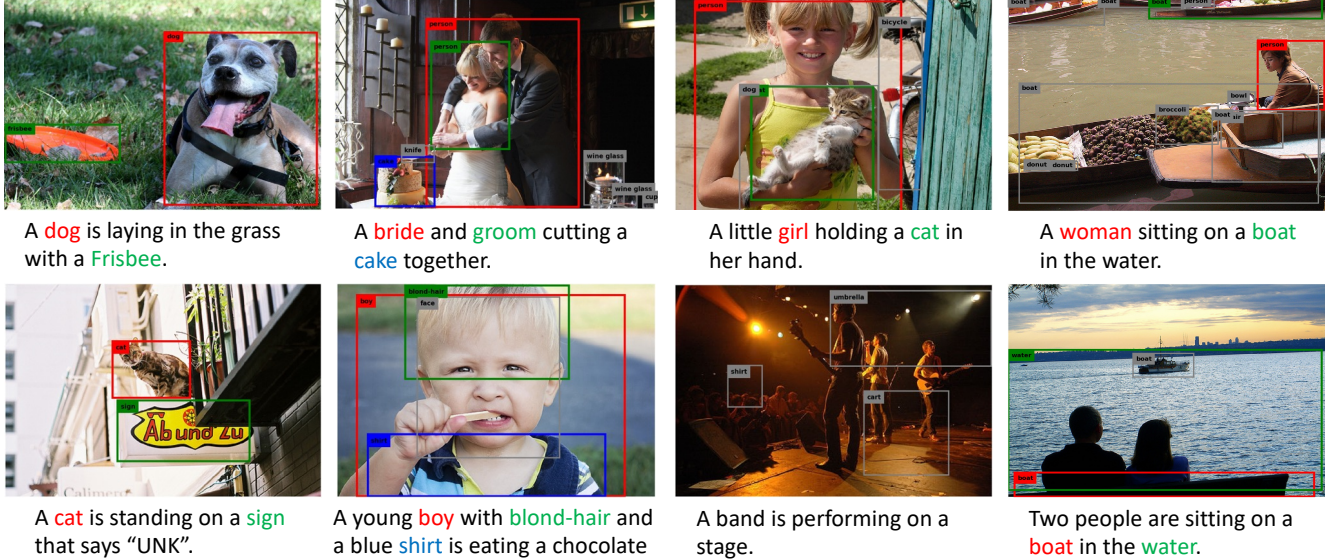 dog
frisbee
person
person
knife
wine glass
wine glass
cup
bicycle
dog
boat
person
boat
person
boat
bowl
broccoli
boat
donut donut
A dog is laying in the grass
with a Frisbee.
A bride and groom cutting a
cake together.
A little girl holding a cat in
her hand.
A woman sitting on a boat
in the water.
cat
sign
Ab und Zu
Calimero
blond-hair
face
boy
umbrella
shirt
cart
water
boat
boat
A cat is standing on a sign
that says “UNK”.
A young boy with blond-hair and
a blue shirt is eating a chocolate
A band is performing on a
stage.
Two people are sitting on a
boat in the water.